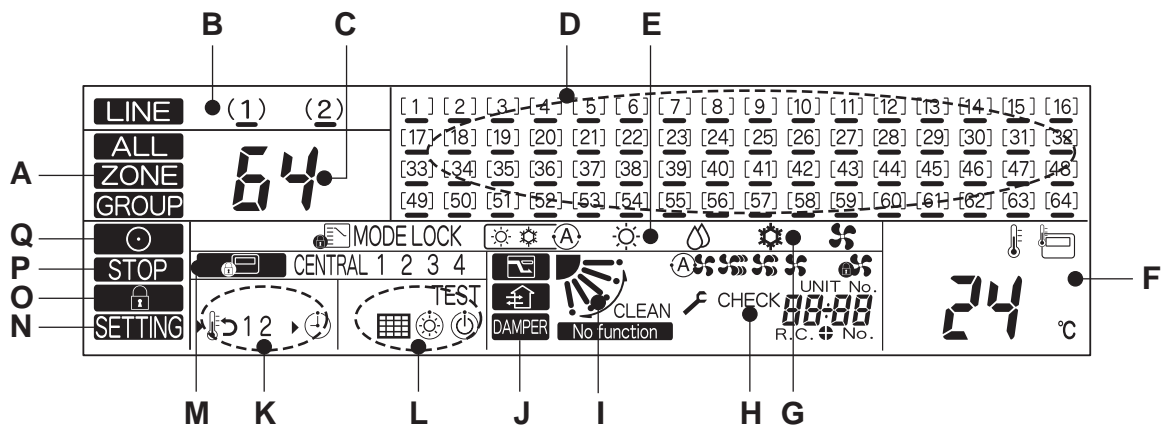 B C D E
LINE (1) (2) [1] [2] [3] [4] [5] [6] [7] [8] [9] [10] [11] [12] [13] [14] [15] [16]
ALL [17] [18] [19] [20] [21] [22] [23] [24] [25] [26] [27] [28] [29] [30] [31] [32]
A ZONE 64 [33] [34] [35] [36] [37] [38] [39] [40] [41] [42] [43] [44] [45] [46] [47] [48]
GROUP [49] [50] [51] [52] [53] [54] [55] [56] [57] [58] [59] [60] [61] [62] [63] [64]
Q MODE LOCK A
P STOP CENTRAL 1 2 3 4 A F
O TEST CLEAN CHECK UNIT No. 88:88 24 °C
N SETTING 12 DAMPER No function R.C. No.
M K L J I H G